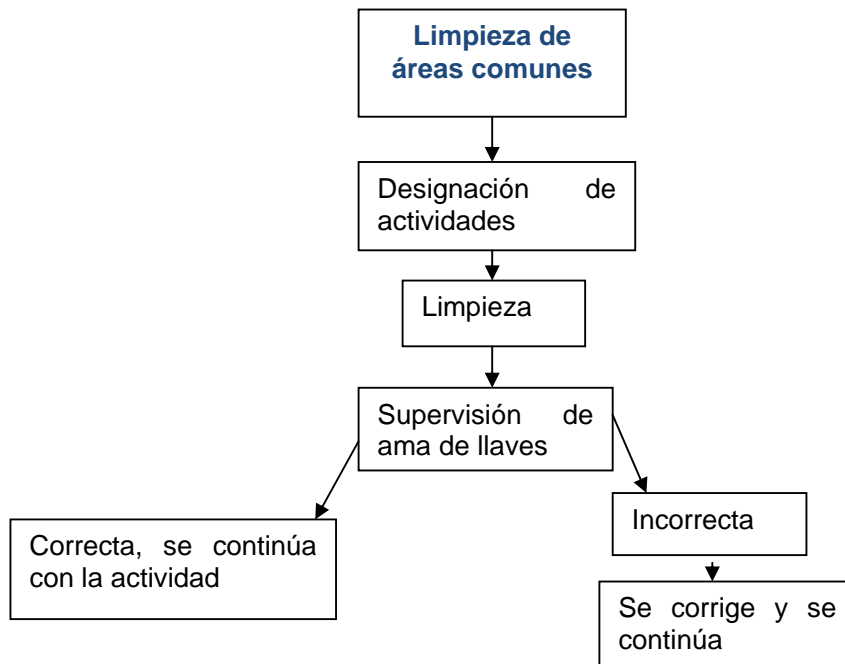 Limpieza de
áreas comunes
Designación de
actividades
Limpieza
Supervisión de
ama de llaves
Incorrecta
Correcta, se continúa
con la actividad
Se corrige y se
continúa